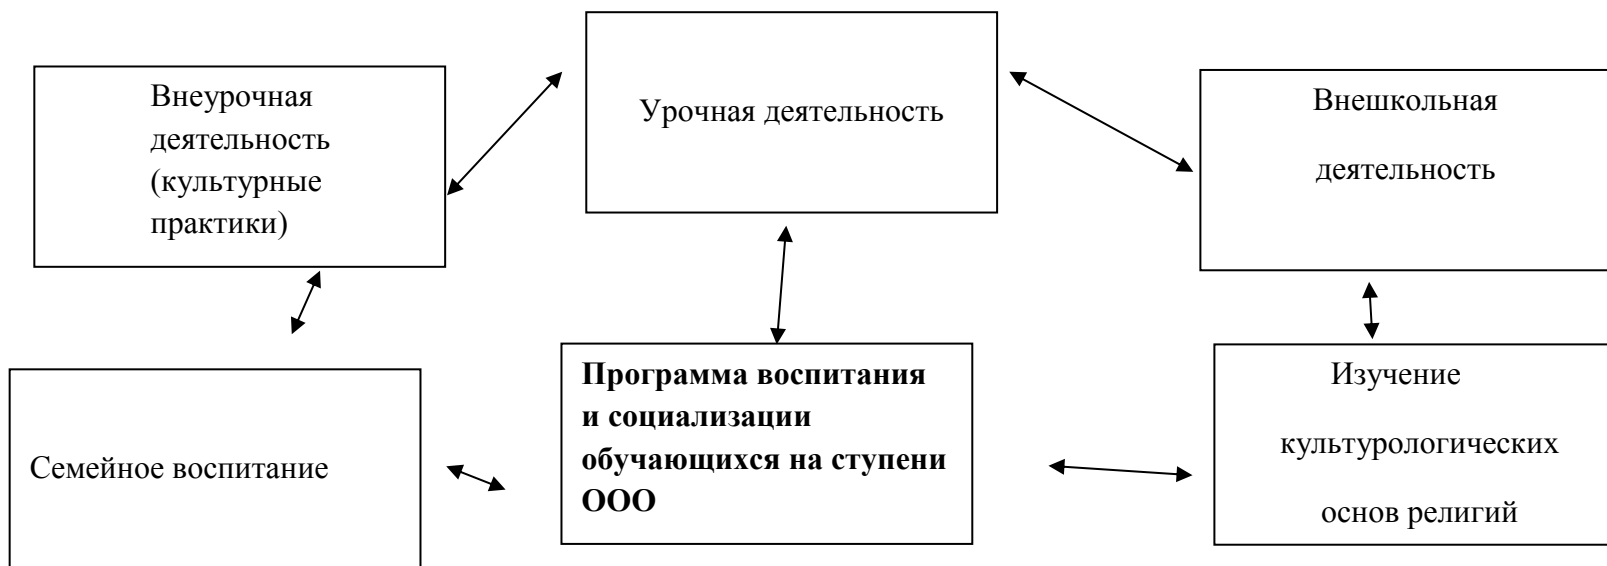 Внеурочная
деятельность
(культурные
практики)
Урочная деятельность
Внешкольная
деятельность
Семейное воспитание
Программа воспитания
и социализации
обучающихся на ступени
ООО
Изучение
культурологических
основ религий